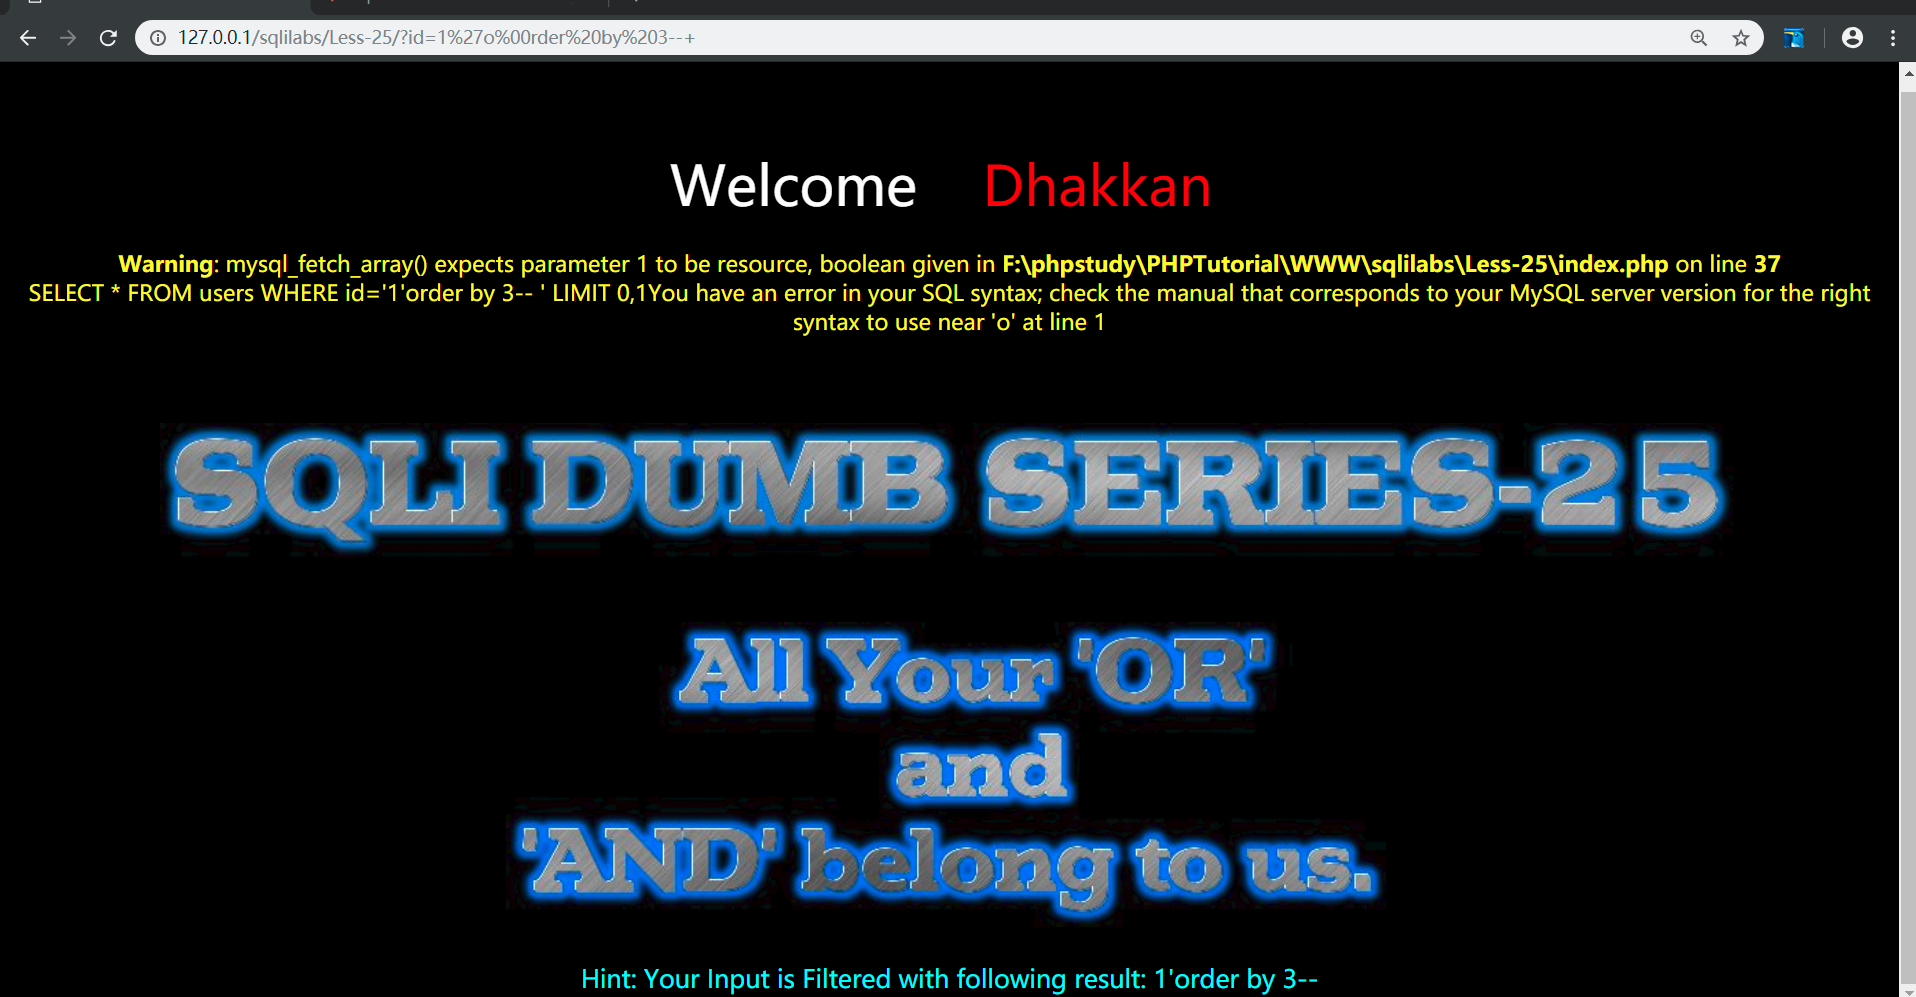 127.0.0.1/sqlilabs/Less-25/?id=1%27o%00rder%20by%203--+
Welcome Dhakkan
Warning: mysql_fetch_array() expects parameter 1 to be resource, boolean given in F:\phpstudy\PHPTutorial\WWW\sqlilabs\Less-25\index.php on line 37
SELECT * FROM users WHERE id='1'order by 3-- ' LIMIT 0,1You have an error in your SQL syntax; check the manual that corresponds to your MySQL server version for the right
syntax to use near 'o' at line 1
SQLI DUMB SERIES-25
All Your 'OR'
and
'AND' belong to us.
Hint: Your Input is Filtered with following result: 1'order by 3--